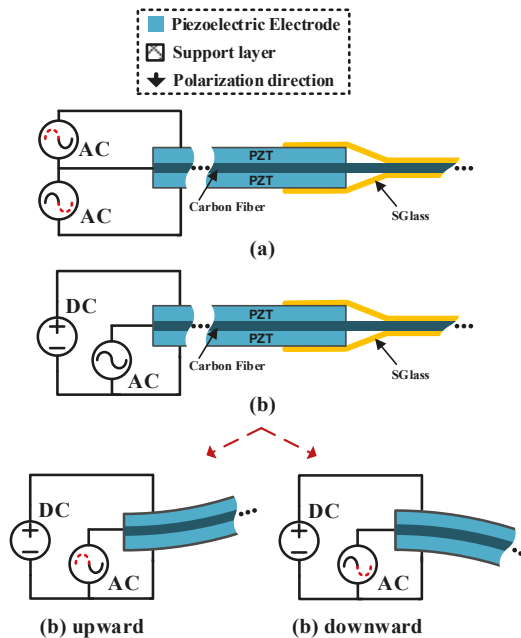 Piezoelectric Electrode
Support layer
Polarization direction
AC
AC
PZT
PZT
Carbon Fiber
SGlass
(a)
DC
AC
PZT
PZT
Carbon Fiber
SGlass
(b)
DC
AC
(b) upward
DC
AC
(b) downward